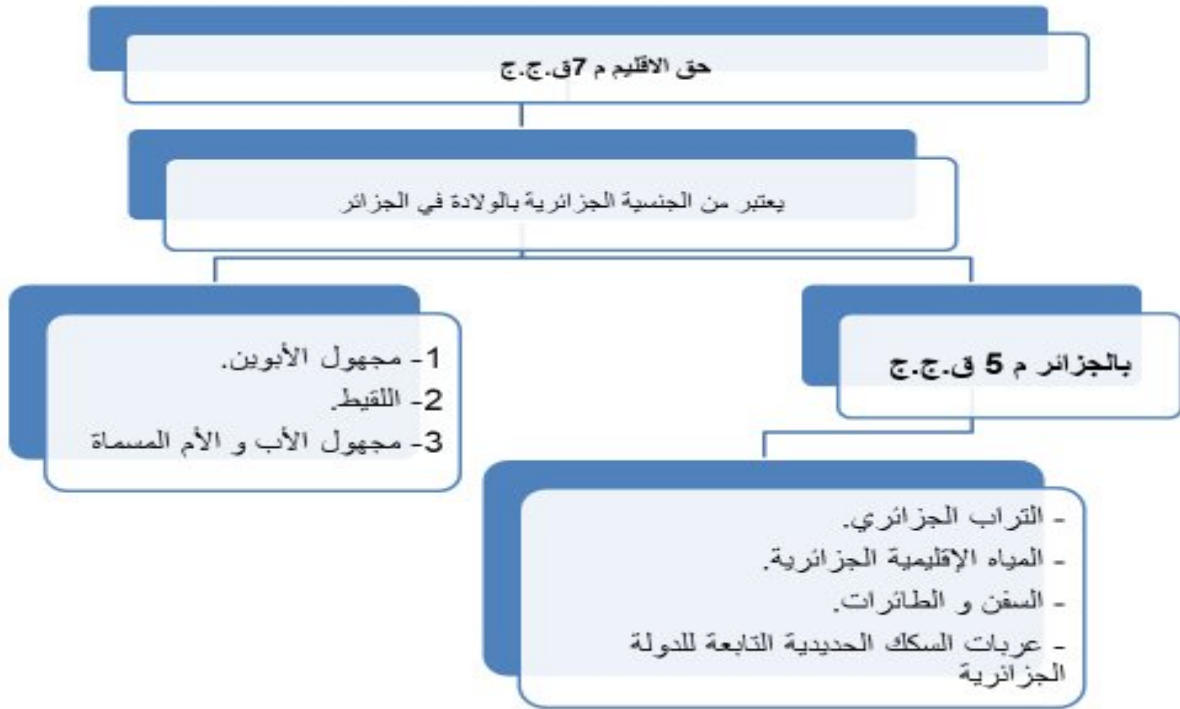 حق الاقليم م 7ق.ج.ج
يعتبر من الجنسية الجزائرية بالولادة في الجزائر
بالجزائر م 5 ق.ج.ج
- التراب الجزائري.
- المياه الإقليمية الجزائرية.
- السفن و الطائرات.
- عربات السكك الحديدية التابعة للدولة
الجزائرية
1- مجهول الأبوين.
2- اللقيط.
3- مجهول الأب و الأم المسماة